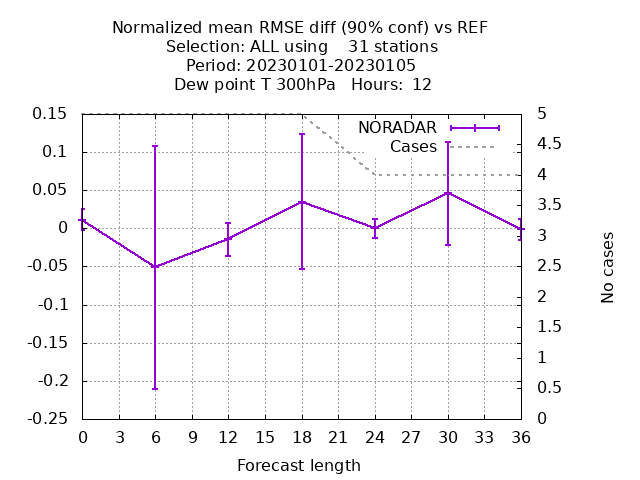 Normalized mean RMSE diff (90% conf) vs REF
Selection: ALL using    31 stations
Period: 20230101-20230105
Dew point T 300hPa   Hours:  12
0.15
0.1
0.05
0
-0.05
-0.1
-0.15
-0.2
-0.25
NORADAR
Cases
5
4.5
4
3.5
3
2.5
2
1.5
1
0.5
0
No cases
0 3 6 9 12 15 18 21 24 27 30 33 36
Forecast length